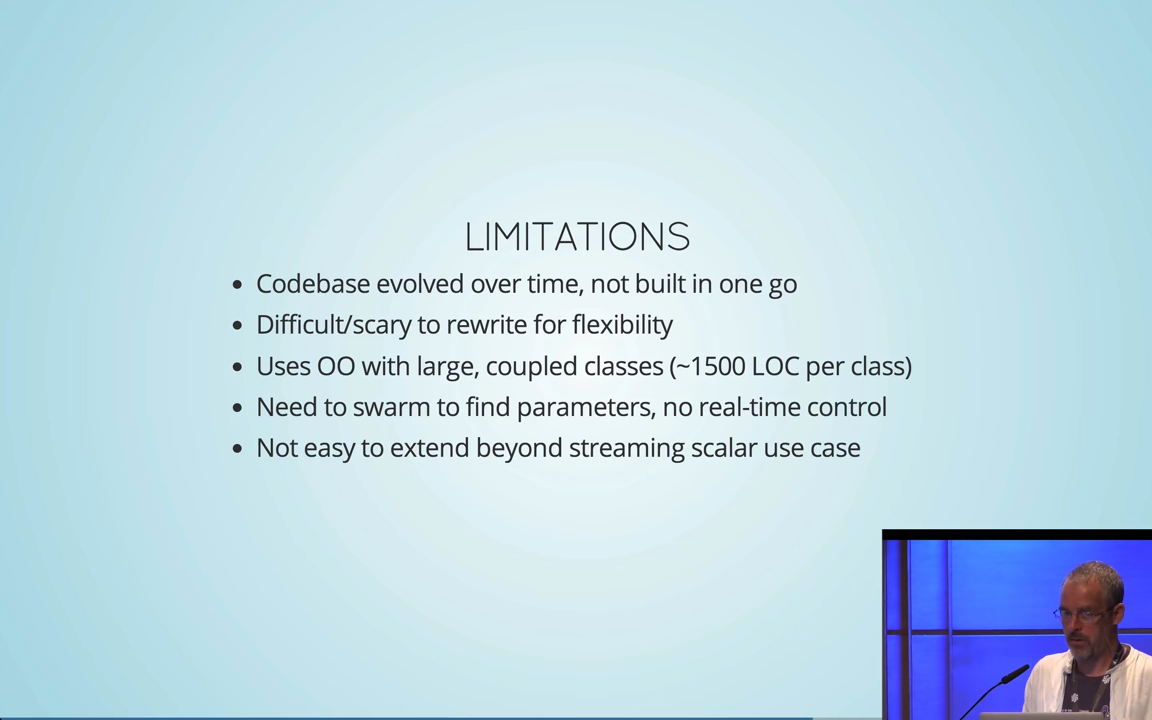 LIMITATIONS
Codebase evolved over time, not built in one go
Difficult/scary to rewrite for flexibility
Uses OO with large, coupled classes (~1500 LOC per class)
Need to swarm to find parameters, no real-time control
Not easy to extend beyond streaming scalar use case